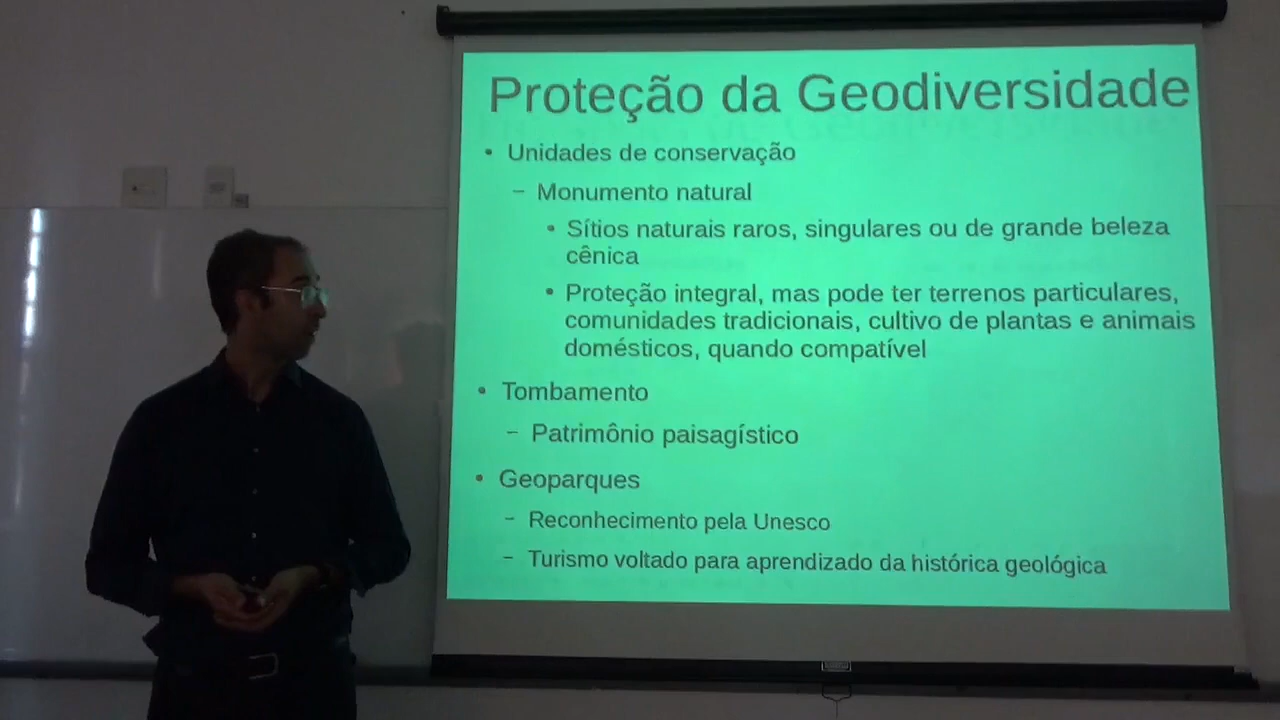 Proteção da Geodiversidade
• Unidades de conservação
– Monumento natural
• Sítios naturais raros, singulares ou de grande beleza
cênica
• Proteção integral, mas pode ter terrenos particulares,
comunidades tradicionais, cultivo de plantas e animais
domésticos, quando compatível
• Tombamento
– Patrimônio paisagístico
• Geoparques
– Reconhecimento pela Unesco
– Turismo voltado para aprendizado da histórica geológica